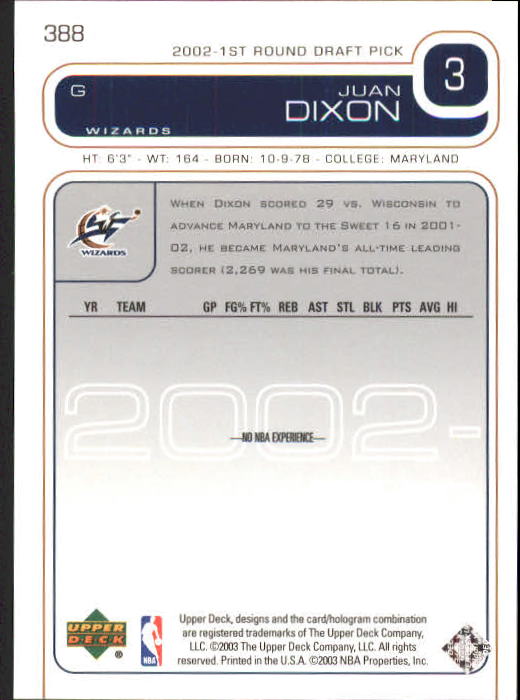 388
2002-1ST ROUND DRAFT PICK
3
G
JUAN
DIXON
WIZARDS
HT: 6'3" - WT: 164 - BORN: 10-9-78 - COLLEGE: MARYLAND
WHEN DIXON SCORED 29 VS. WISCONSIN TO
ADVANCE MARYLAND TO THE SWEET 16 IN 2001-
02, HE BECAME MARYLAND'S ALL-TIME LEADING
SCORER (2,269 WAS HIS FINAL TOTAL).
WIZARDS
YR TEAM GP FG% FT% REB AST STL BLK PTS AVG HI
2002-
—NO NBA EXPERIENCE—
UPPER
DECK
®
NBA
Upper Deck, designs and the card/hologram combination
are registered trademarks of The Upper Deck Company,
LLC. ©2003 The Upper Deck Company, LLC. All rights
reserved. Printed in the U.S.A. ©2003 NBA Properties, Inc.